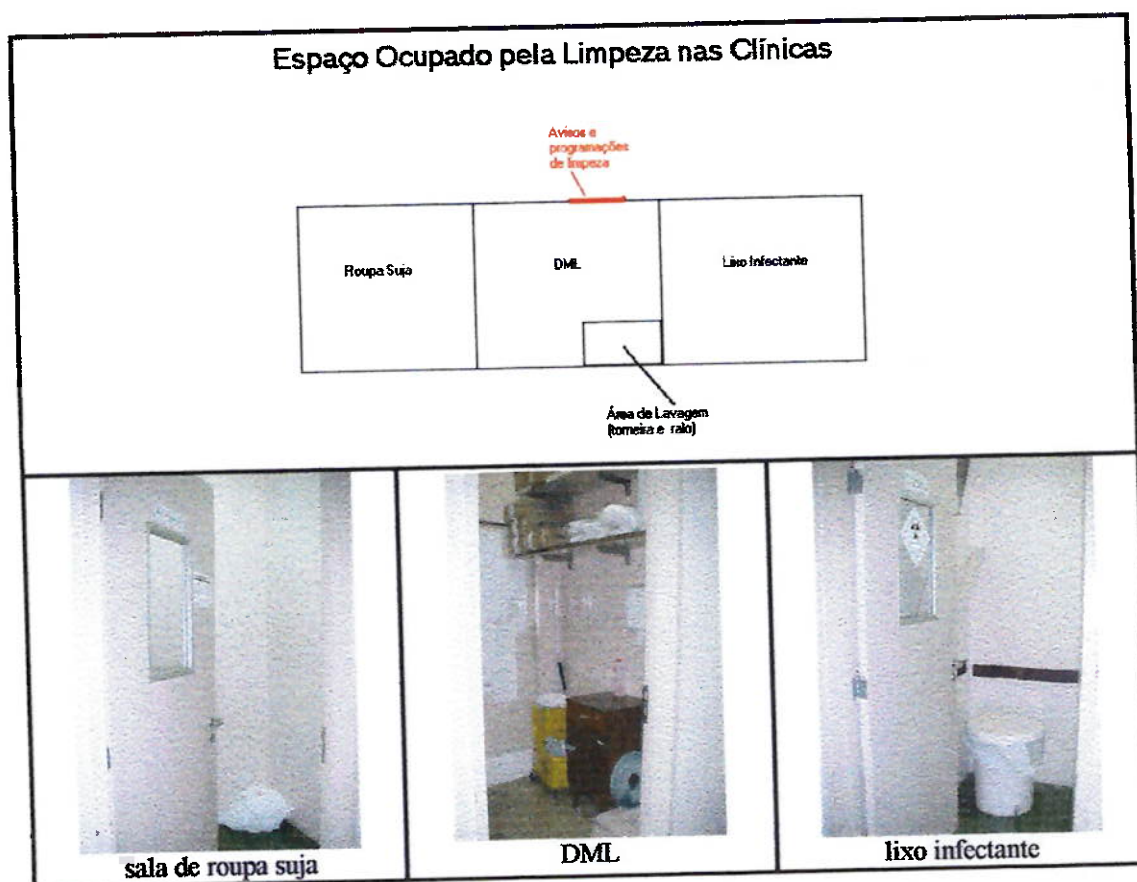 Espaço Ocupado pela Limpeza nas Clínicas
Avisos e
programações
de limpeza
Roupa Suja
DML
Lixo Infectante
Área de Lavagem
(torneira e ralo)
sala de roupa suja
DML
lixo infectante